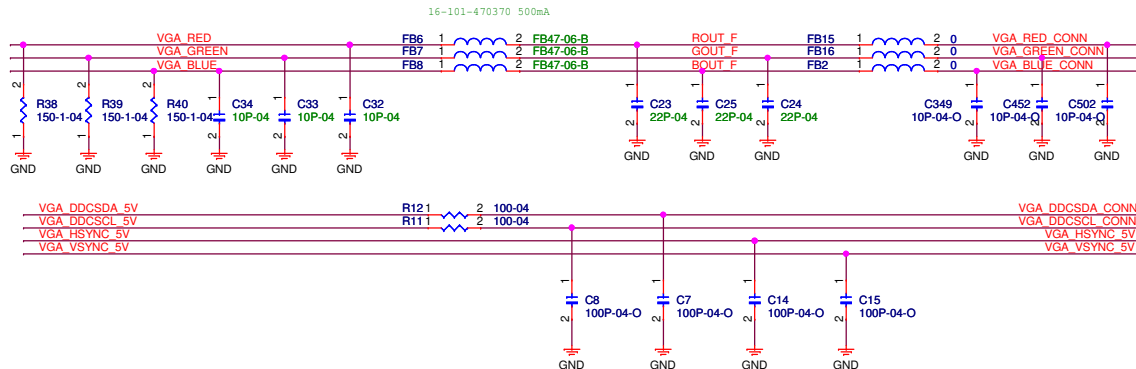 16-101-470370 500mA
VGA_RED FB6 1 2 FB47-06-B ROUT_F FB15 1 2 0 VGA_RED_CONN
VGA_GREEN FB7 1 2 FB47-06-B GOUT_F FB16 1 2 0 VGA_GREEN_CONN
VGA_BLUE FB8 1 2 FB47-06-B BOUT_F FB2 1 2 0 VGA_BLUE_CONN
2 2 2 1 1 1 1 1 1 1 1 1
R38 R39 R40 C34 C33 C32 C23 C25 C24 C349 C452 C502
150-1-04 150-1-04 150-1-04 10P-04 10P-04 10P-04 22P-04 22P-04 22P-04 10P-04-O 10P-04-O 10P-04-O
1 1 1 2 2 2 2 2 2 2 2 2
GND GND GND GND GND GND GND GND GND GND GND GND
VGA_DDCSDA_5V R12 1 2 100-04 VGA_DDCSDA_CONN
VGA_DDCSCL_5V R11 1 2 100-04 VGA_DDCSCL_CONN
VGA_HSYNC_5V VGA_HSYNC_5V
VGA_VSYNC_5V VGA_VSYNC_5V
1 1 1 1
C8 C7 C14 C15
100P-04-O 100P-04-O 100P-04-O 100P-04-O
2 2 2 2
GND GND GND GND